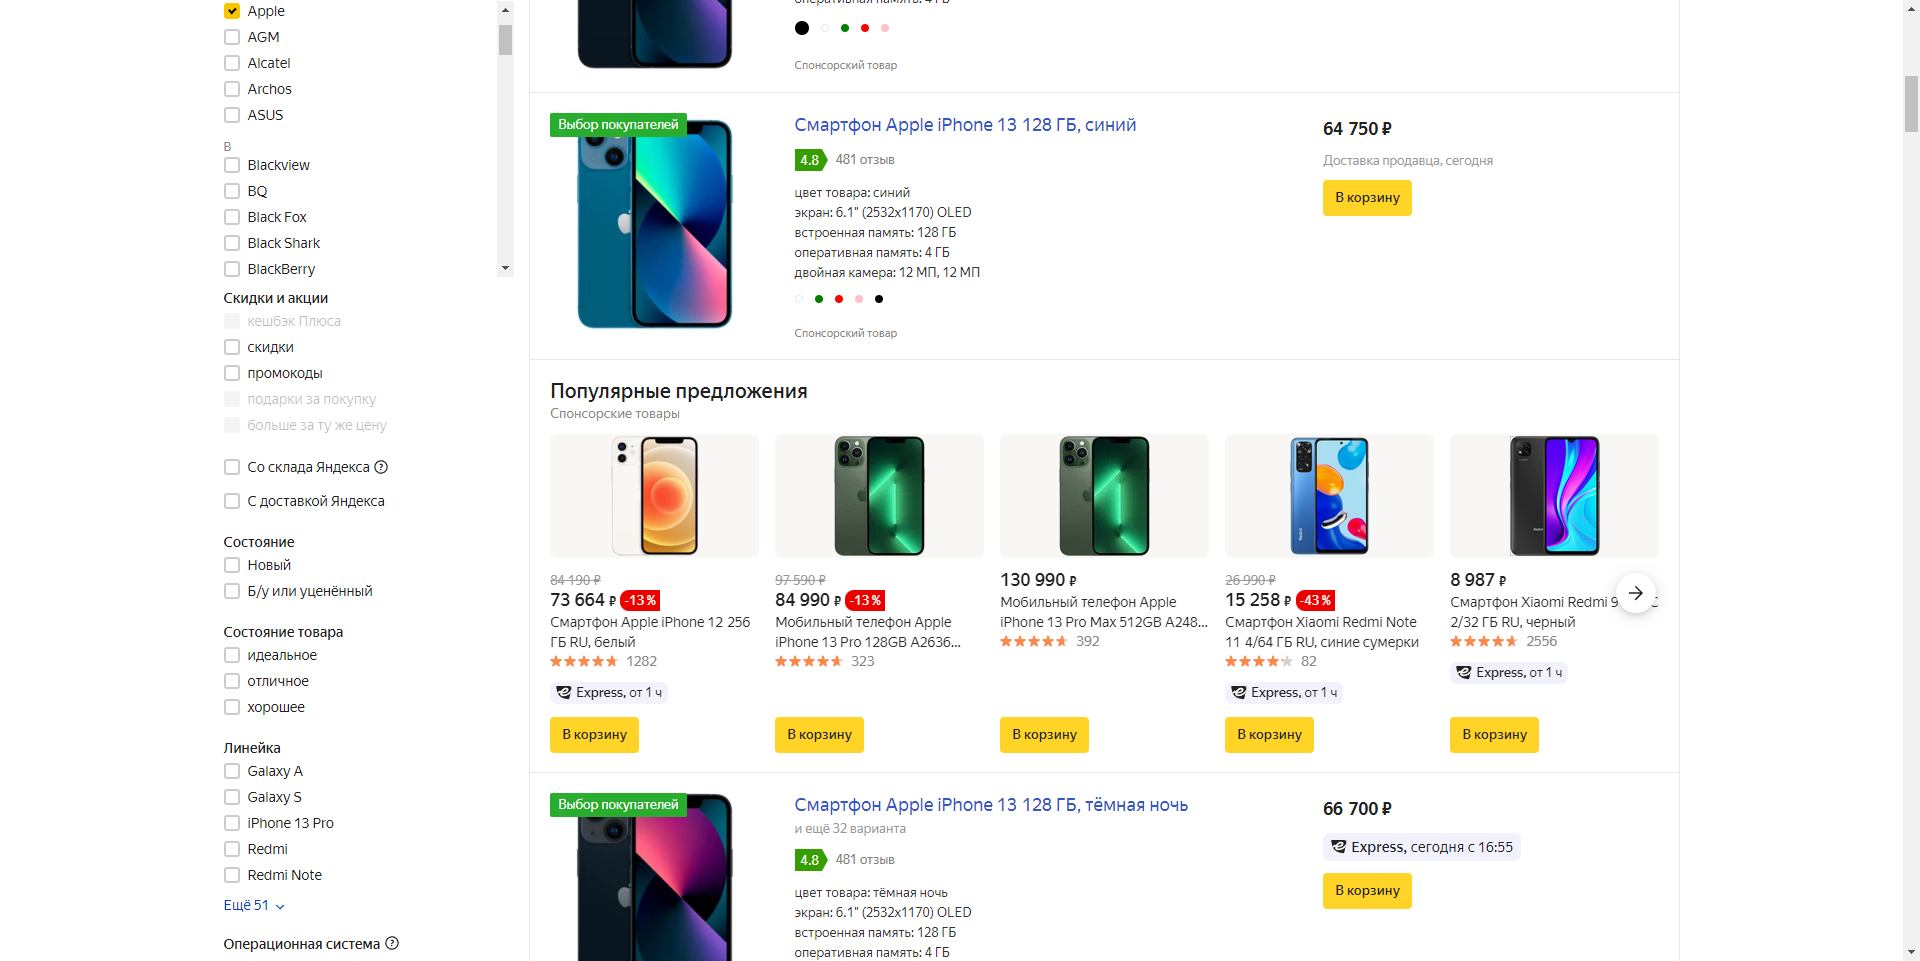 Apple
AGM
Alcatel
Archos
ASUS
B
Blackview
BQ
Black Fox
Black Shark
BlackBerry
Скидки и акции
кешбэк Плюса
скидки
промокоды
подарки за покупку
больше за ту же цену
Со склада Яндекса ?
С доставкой Яндекса
Состояние
Новый
Б/у или уценённый
Состояние товара
идеальное
отличное
хорошее
Линейка
Galaxy A
Galaxy S
iPhone 13 Pro
Redmi
Redmi Note
Ещё 51
Операционная система ?
Спонсорский товар
Выбор покупателей
Смартфон Apple iPhone 13 128 ГБ, синий
4.8 481 отзыв
цвет товара: синий
экран: 6.1" (2532x1170) OLED
встроенная память: 128 ГБ
оперативная память: 4 ГБ
двойная камера: 12 МП, 12 МП
Спонсорский товар
64 750 ₽
Доставка продавца, сегодня
В корзину
Популярные предложения
Спонсорские товары
84 190 ₽
73 664 ₽ -13%
Смартфон Apple iPhone 12 256
ГБ RU, белый
1282
Express, от 1 ч
В корзину
97 590 ₽
84 990 ₽ -13%
Мобильный телефон Apple
iPhone 13 Pro 128GB A2636...
323
В корзину
130 990 ₽
Мобильный телефон Apple
iPhone 13 Pro Max 512GB A248...
392
В корзину
26 990 ₽
15 258 ₽ -43%
Смартфон Xiaomi Redmi Note
11 4/64 ГБ RU, синие сумерки
82
Express, от 1 ч
В корзину
8 987 ₽
Смартфон Xiaomi Redmi 9
2/32 ГБ RU, черный
2556
Express, от 1 ч
В корзину
Выбор покупателей
Смартфон Apple iPhone 13 128 ГБ, тёмная ночь
и ещё 32 варианта
4.8 481 отзыв
цвет товара: тёмная ночь
экран: 6.1" (2532x1170) OLED
встроенная память: 128 ГБ
оперативная память: 4 ГБ
66 700 ₽
Express, сегодня с 16:55
В корзину